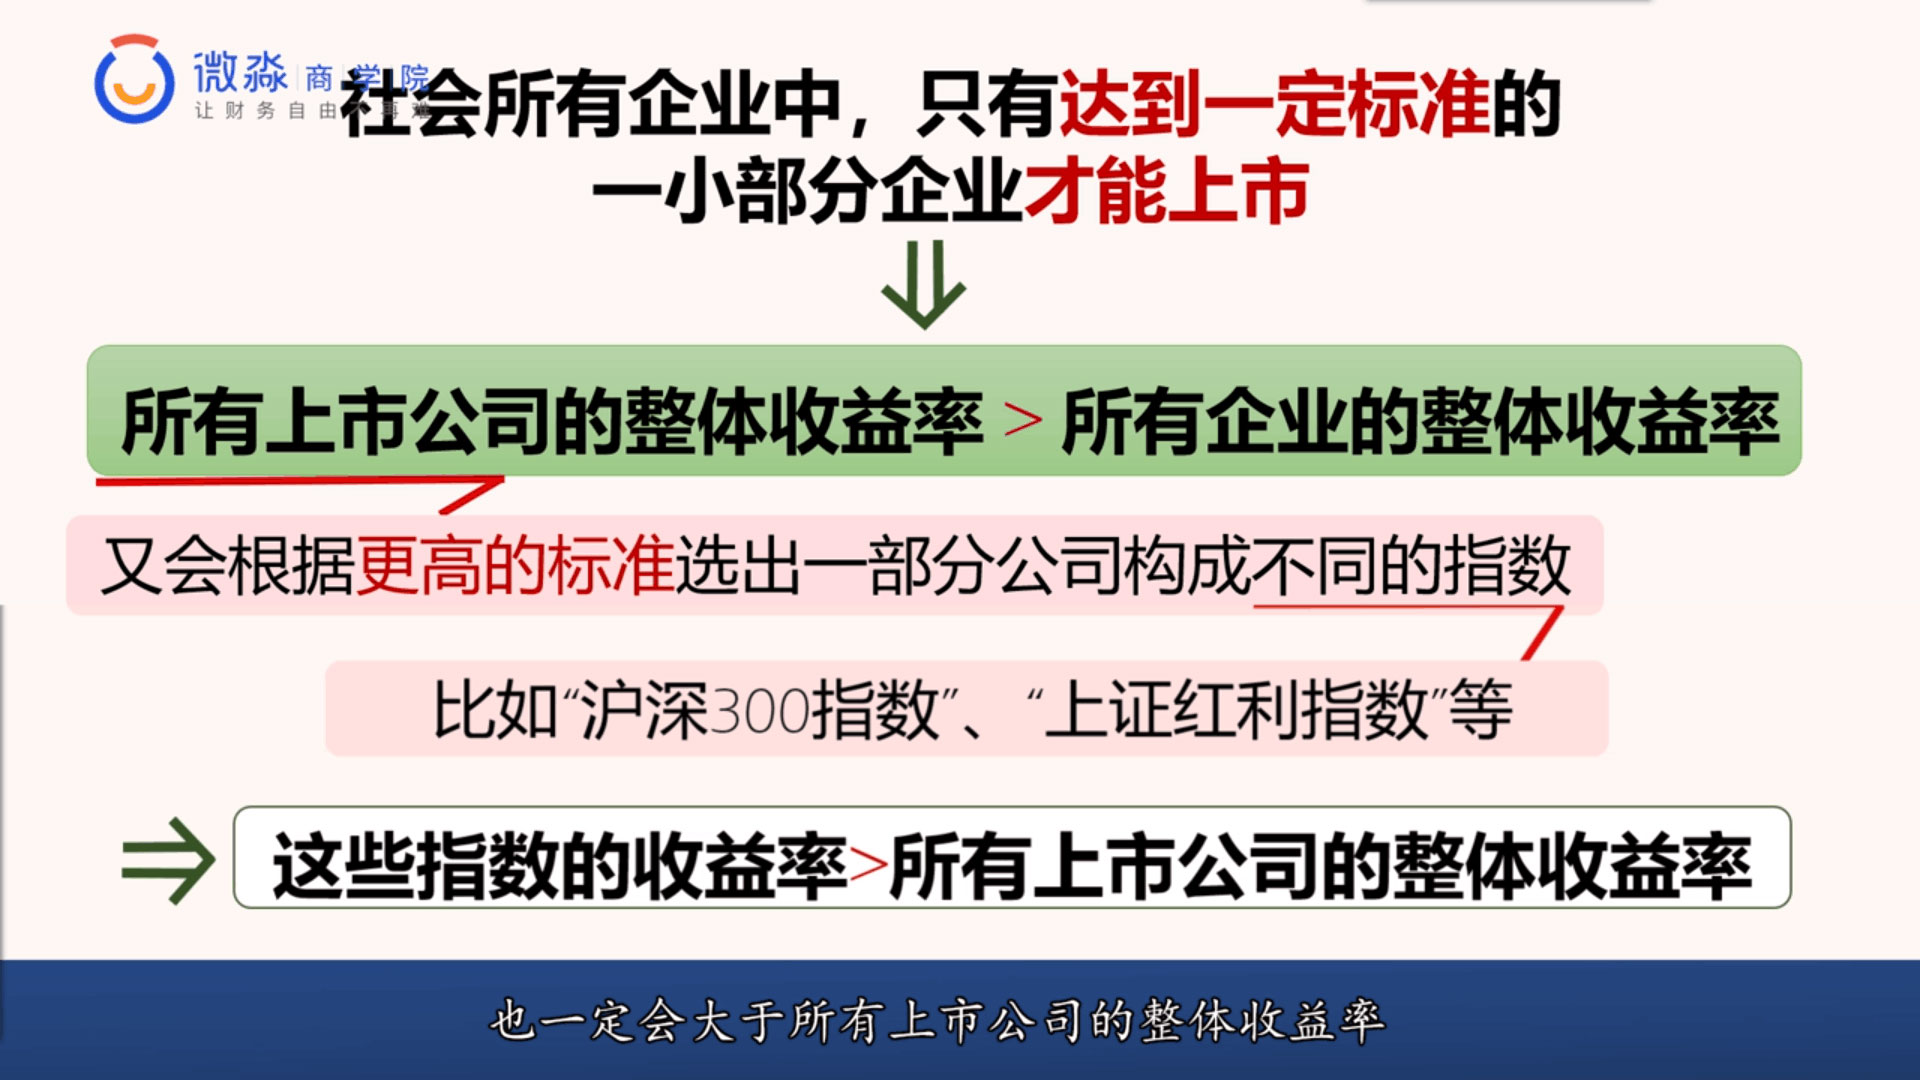 微淼 商 学 院
让财务自由不再难
社会所有企业中，只有达到一定标准的
一小部分企业才能上市
所有上市公司的整体收益率 > 所有企业的整体收益率
又会根据更高的标准选出一部分公司构成不同的指数
比如“沪深300指数”、“上证红利指数”等
这些指数的收益率>所有上市公司的整体收益率
也一定会大于所有上市公司的整体收益率